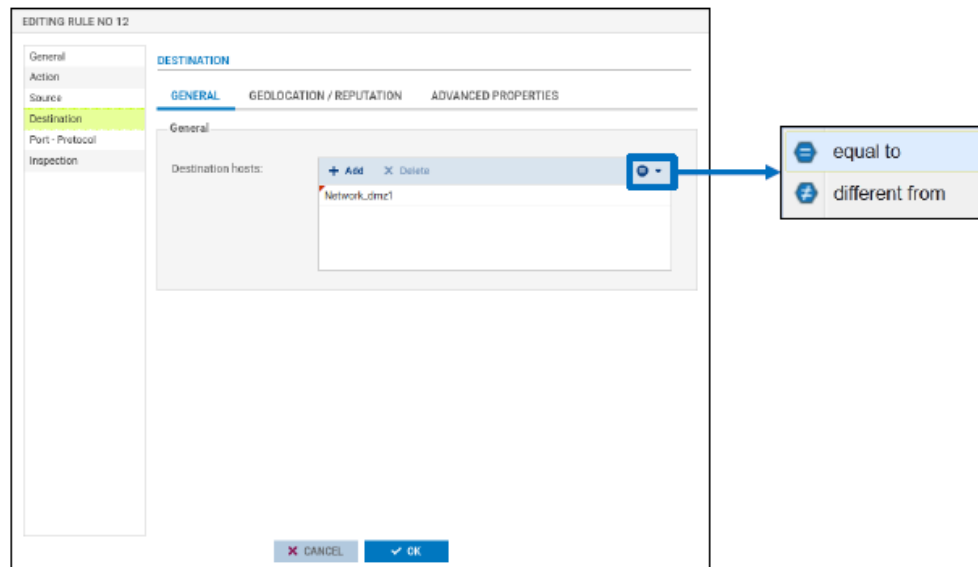 EDITING RULE NO 12
General
Action
Source
Destination
Port - Protocol
Inspection
DESTINATION
GENERAL GEOLOCATION / REPUTATION ADVANCED PROPERTIES
General
Destination hosts:
+ Add X Delete
Network_dmz1
= equal to
≠ different from
X CANCEL ✓ OK